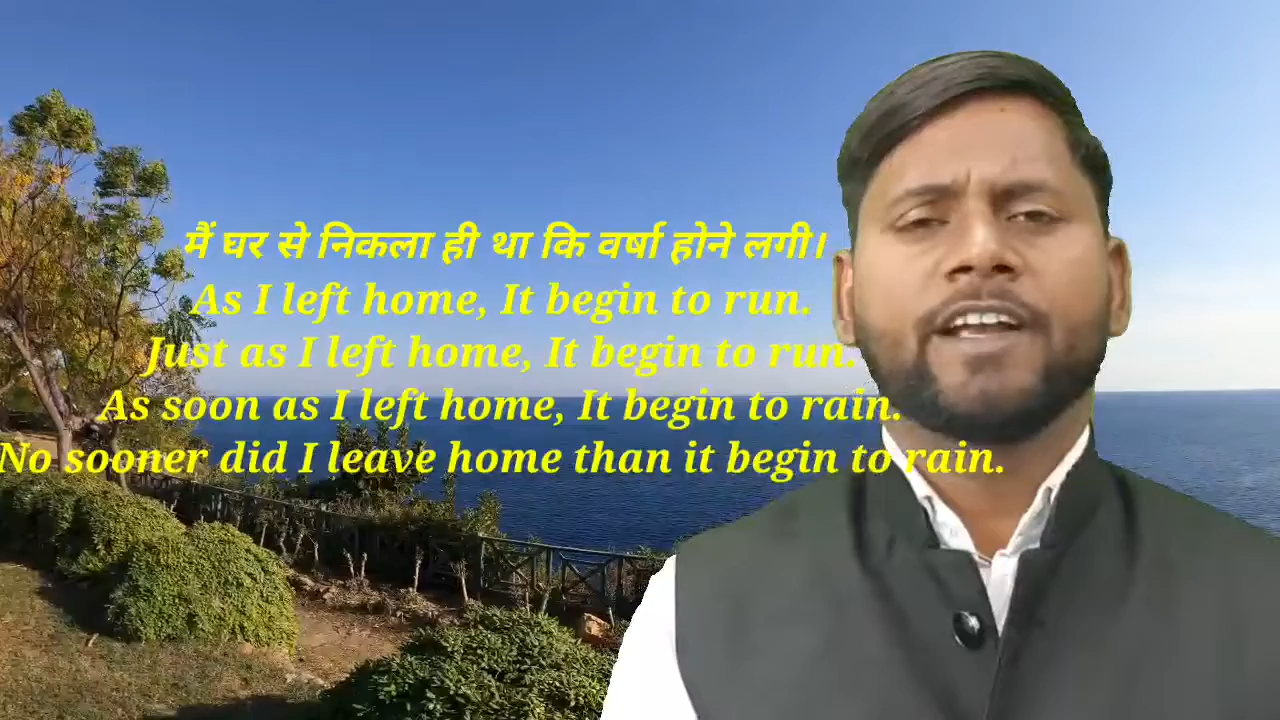 मैं घर से निकला ही था कि वर्षा होने लगी।
As I left home, It begin to run.
Just as I left home, It begin to run.
As soon as I left home, It begin to rain.
No sooner did I leave home than it begin to rain.